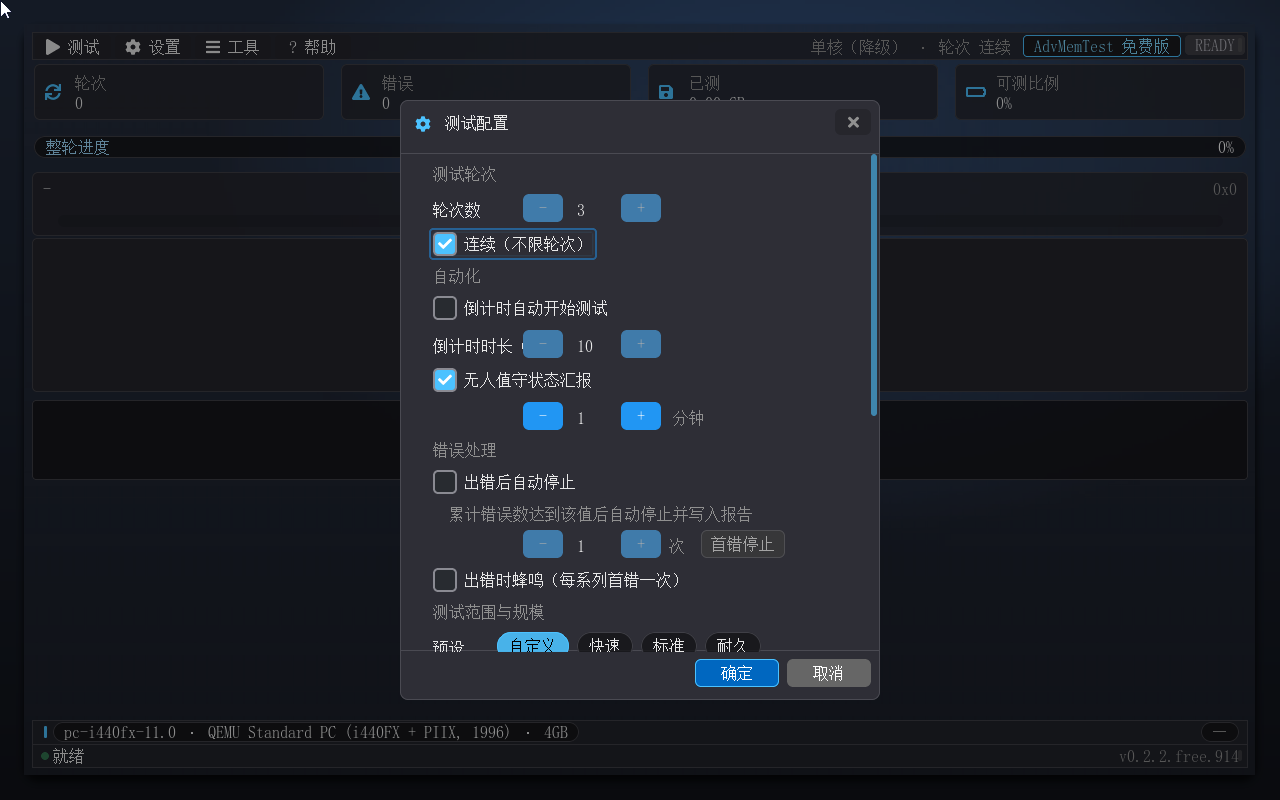 测试 设置 工具 ? 帮助 单核（降级） · 轮次 连续 AdvMemTest 免费版 READY
轮次
0
错误
0
已测
可测比例
0%
整轮进度 0%
— 0x0
测试配置
测试轮次
轮次数 − 3 +
连续（不限轮次）
自动化
倒计时自动开始测试
倒计时时长 − 10 +
无人值守状态汇报
− 1 + 分钟
错误处理
出错后自动停止
累计错误数达到该值后自动停止并写入报告
− 1 + 次 首错停止
出错时蜂鸣（每系列首错一次）
测试范围与规模
预设 自定义 快速 标准 耐久
确定 取消
pc-i440fx-11.0 · QEMU Standard PC (i440FX + PIIX, 1996) · 4GB —
就绪 v0.2.2.free.914